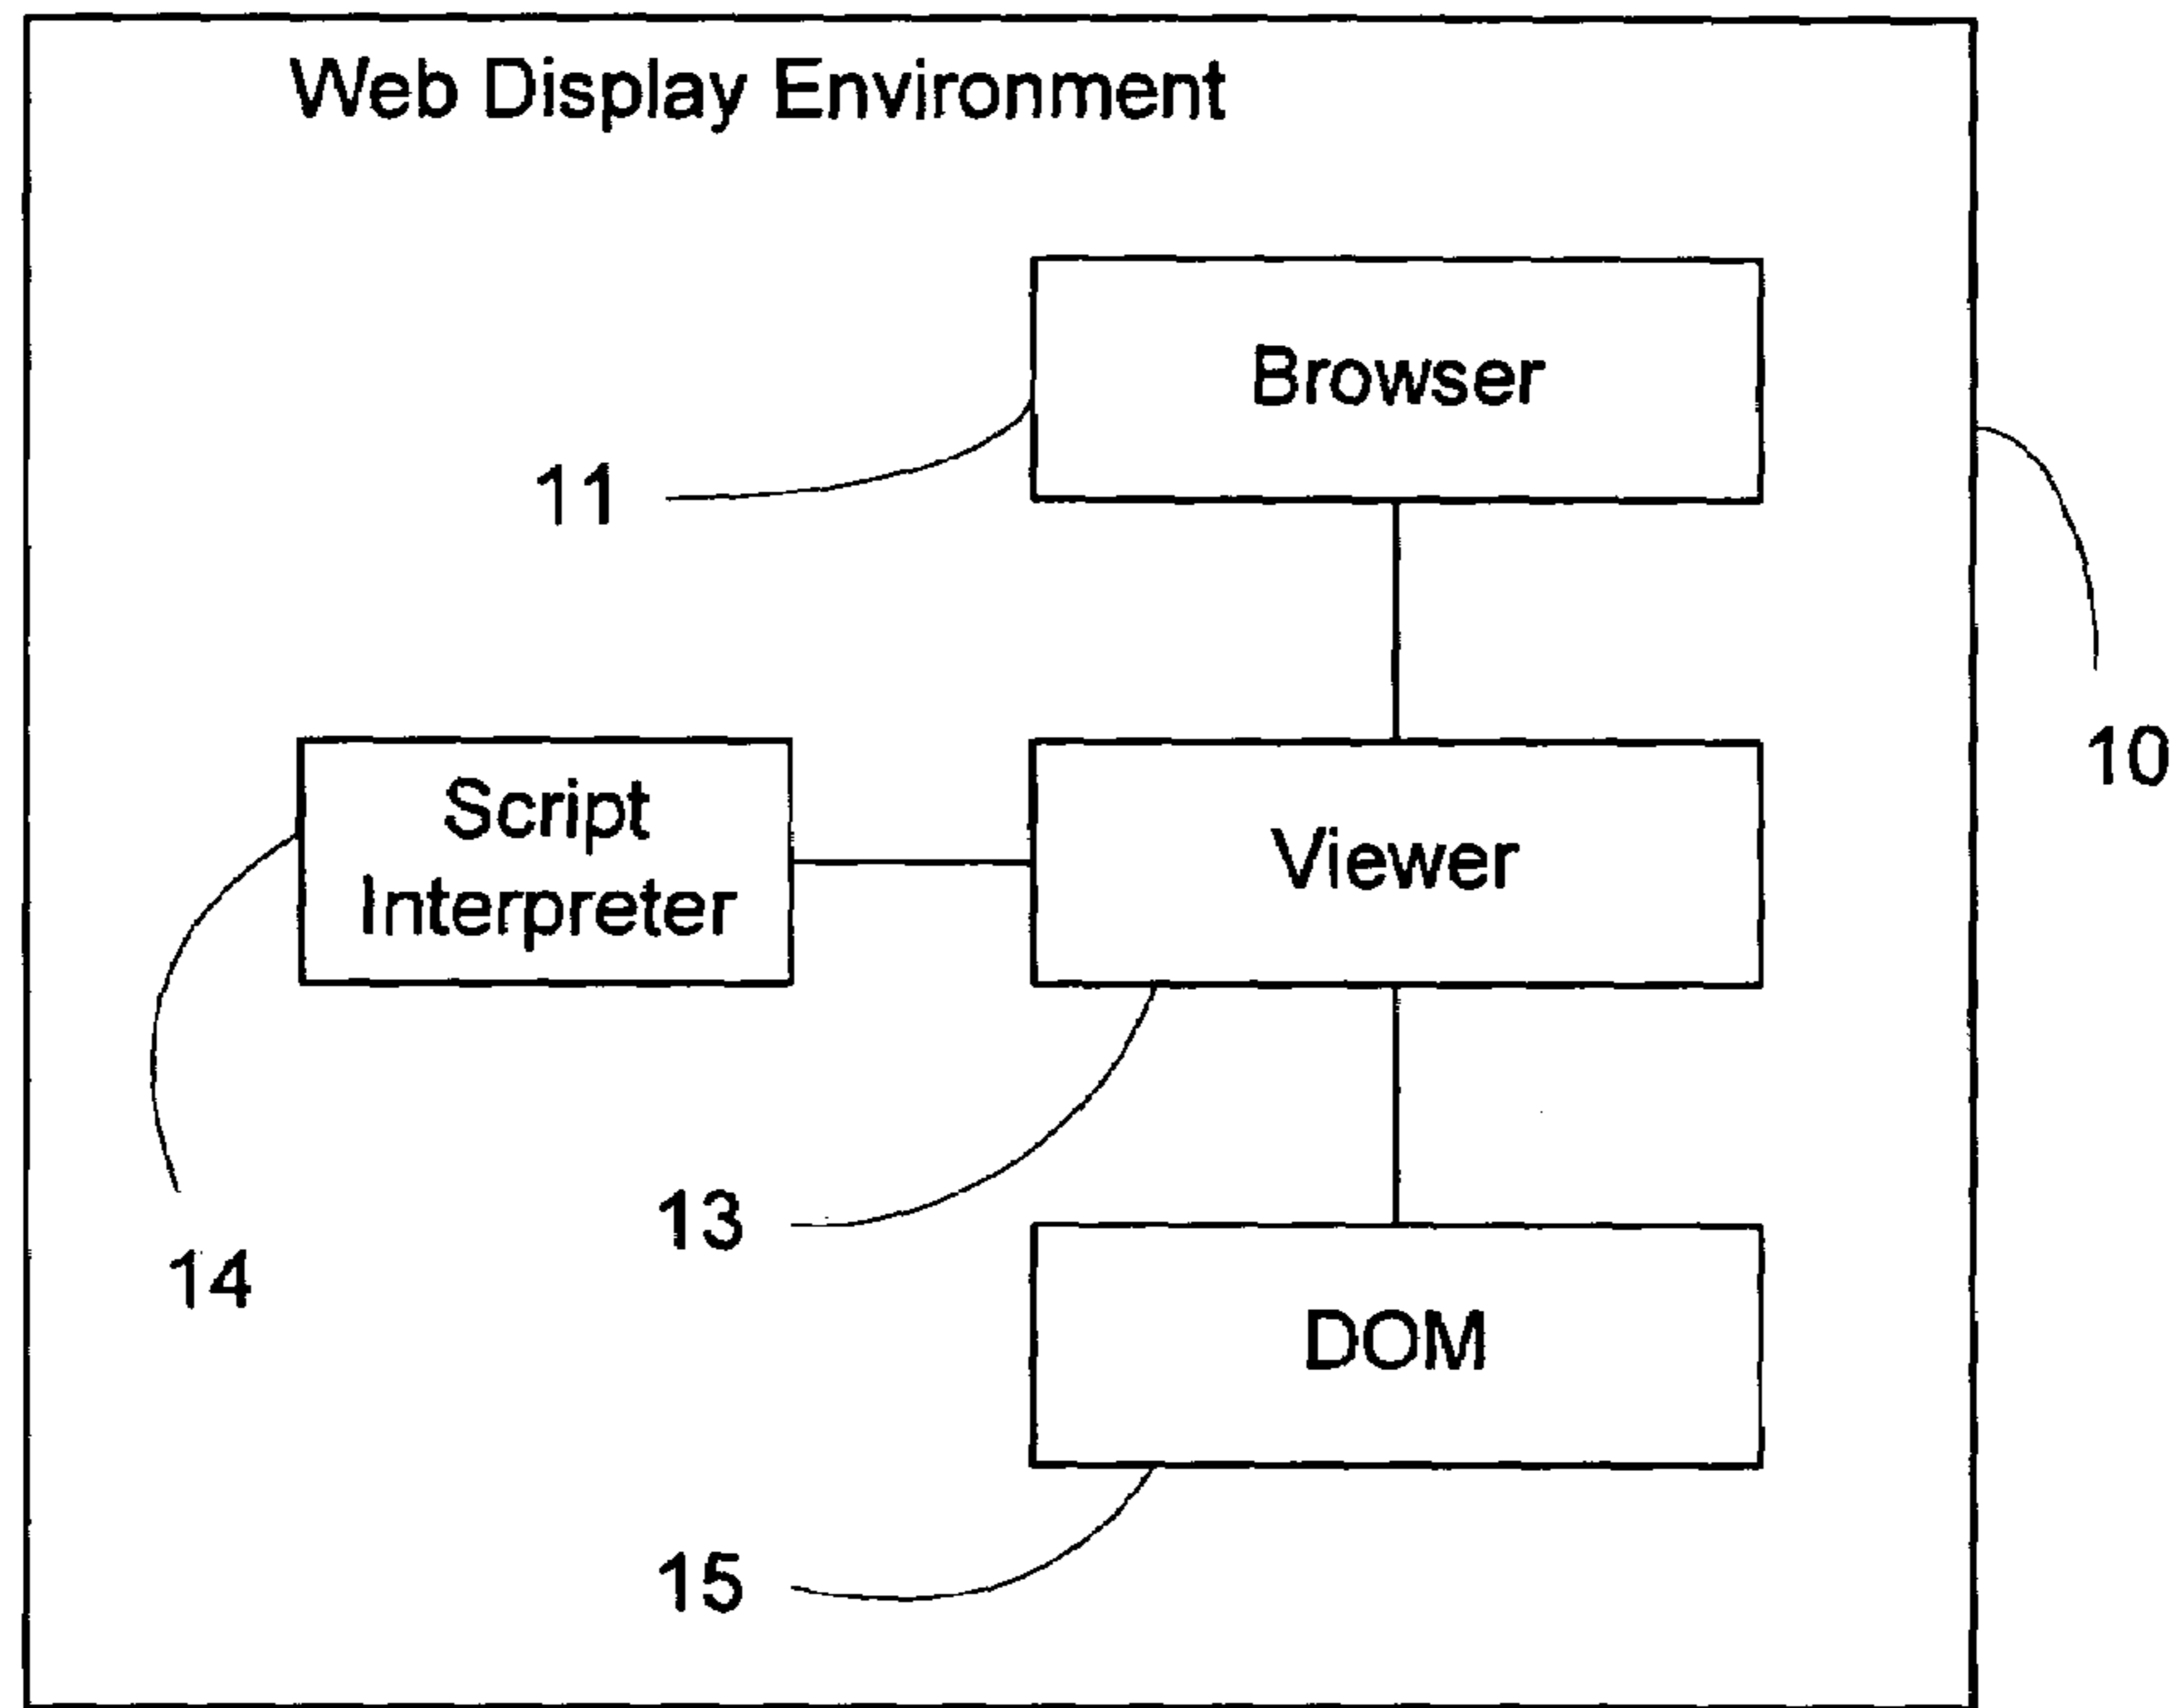 Web Display Environment
Browser
11
10
Script
Interpreter
Viewer
13
14
DOM
15